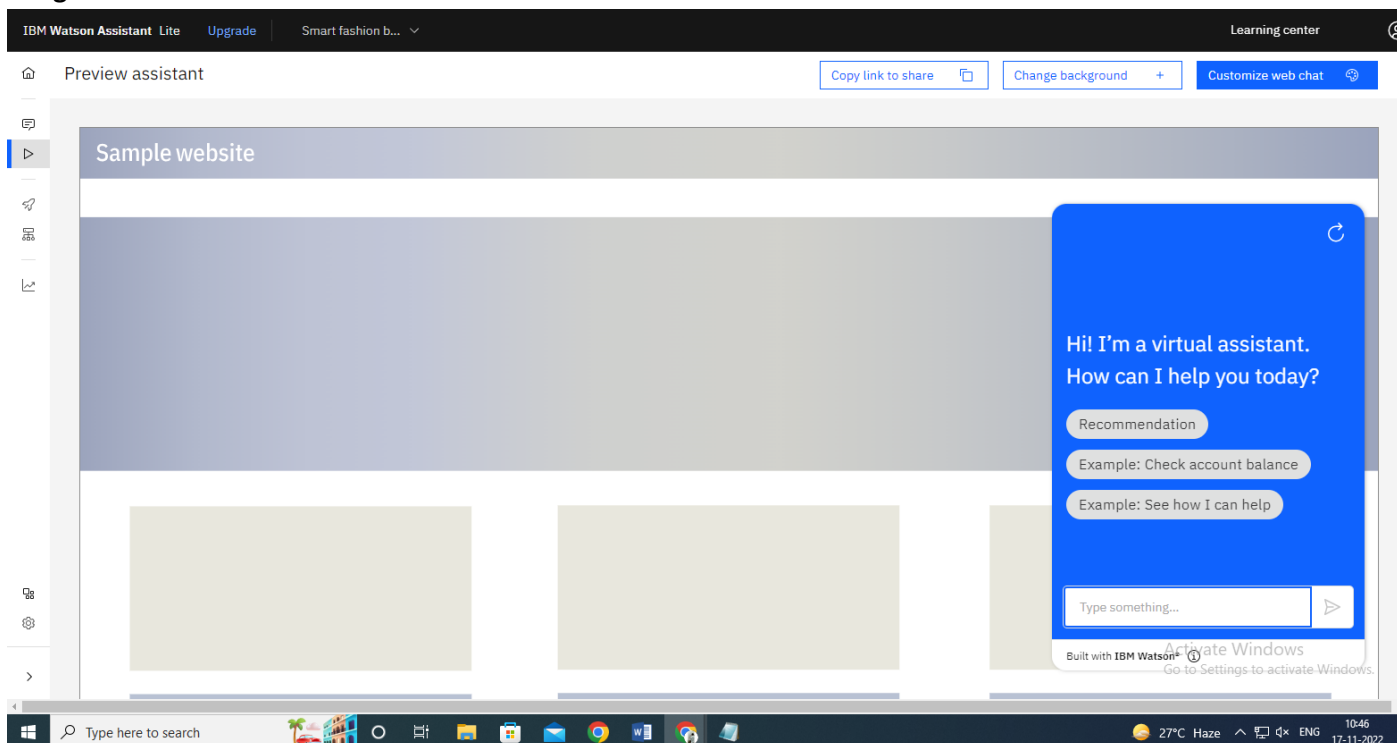 IBM Watson Assistant Lite Upgrade Smart fashion b... Learning center
Preview assistant Copy link to share Change background + Customize web chat
Sample website
Hi! I'm a virtual assistant.
How can I help you today?
Recommendation
Example: Check account balance
Example: See how I can help
Type something...
Built with IBM Watson®
Activate Windows
Go to Settings to activate Windows.
Type here to search 27°C Haze ENG 10:46
17-11-2022